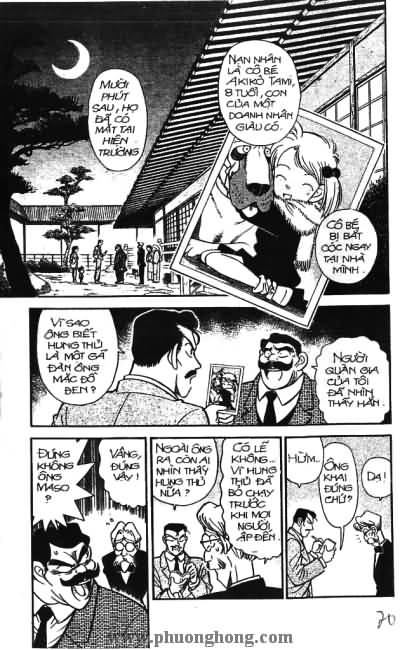 MƯỜI
PHÚT
SAU, HỌ
ĐÃ CÓ
MẶT TẠI
HIỆN
TRƯỜNG
NẠN NHÂN
LÀ CÔ BÉ
AKIKO TAMI,
8 TUỔI, CON
CỦA MỘT
DOANH NHÂN
GIÀU CÓ.
CÔ BÉ
BỊ BẮT
CÓC NGAY
TẠI NHÀ
MÌNH.
VÌ SAO
ÔNG BIẾT
HUNG THỦ
LÀ MỘT GÃ
ĐÀN ÔNG
MẶC ĐỒ
ĐEN?
NGƯỜI
QUẢN GIA
CỦA TÔI
ĐÃ NHÌN
THẤY HẮN.
ĐÚNG
KHÔNG
ÔNG
MASO
?
VÂNG,
ĐÚNG
VẬY!
NGOÀI ÔNG
RA CÒN AI
NHÌN THẤY
HUNG THỦ
NỮA?
CÓ LẼ
KHÔNG...
VÌ HUNG
THỦ ĐÃ
BỎ CHẠY
TRƯỚC
KHI MỌI
NGƯỜI
ẬP ĐẾN.
HỪM...
ÔNG
KHAI
ĐÚNG
CHỨ?
DẠ!
70
www.phuonghong.com